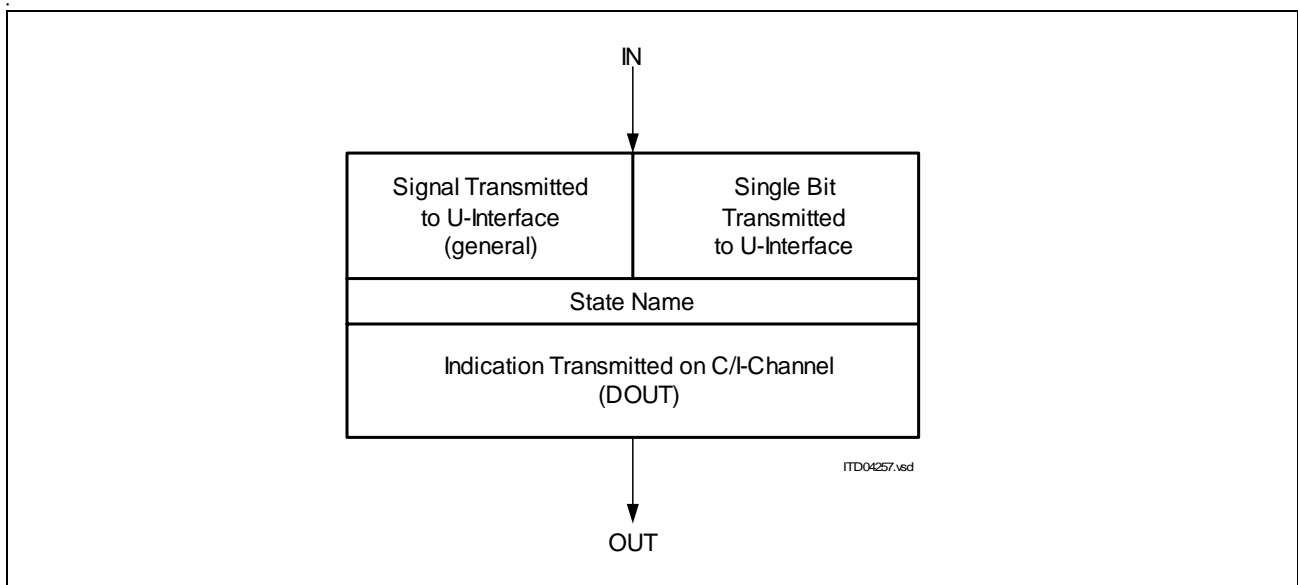 .
IN
Signal Transmitted
to U-Interface
(general)
Single Bit
Transmitted
to U-Interface
State Name
Indication Transmitted on C/I-Channel
(DOUT)
ITD04257.vsd
OUT